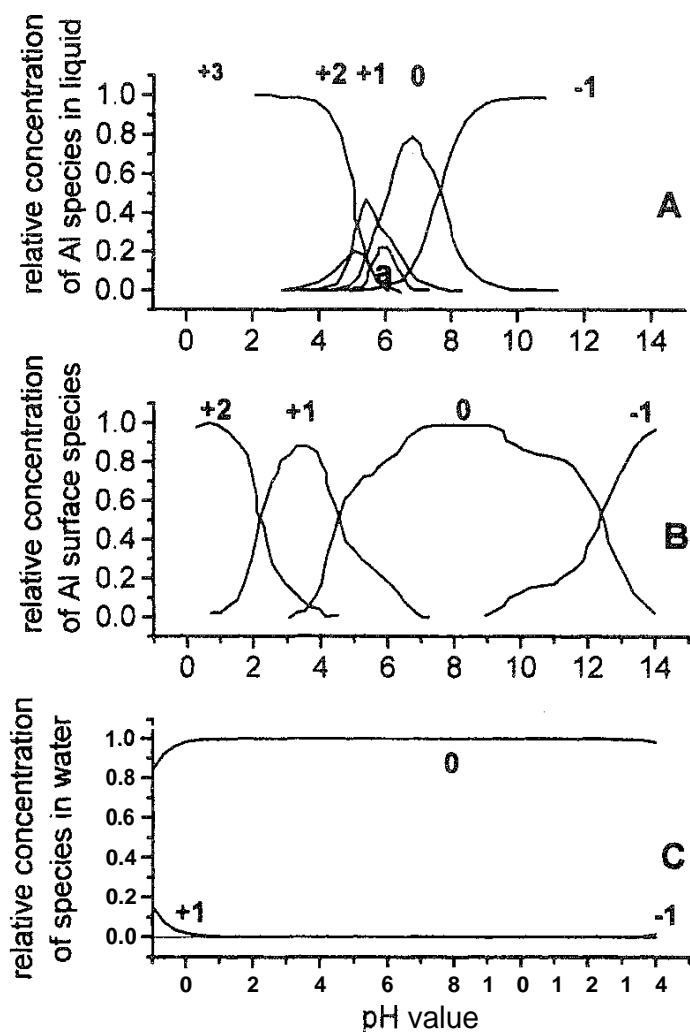 relative concentration
of Al species in liquid
+3 +2 +1 0 -1
1.0
0.8
0.6
0.4
0.2
0.0
a
A
0 2 4 6 8 10 12 14
relative concentration
of Al surface species
+2 +1 0 -1
1.0
0.8
0.6
0.4
0.2
0.0
B
0 2 4 6 8 10 12 14
relative concentration
of species in water
1.0
0.8
0.6
0.4
0.2
0.0
0
C
+1 -1
0 2 4 6 8 1 0 1 2 1 4
pH value